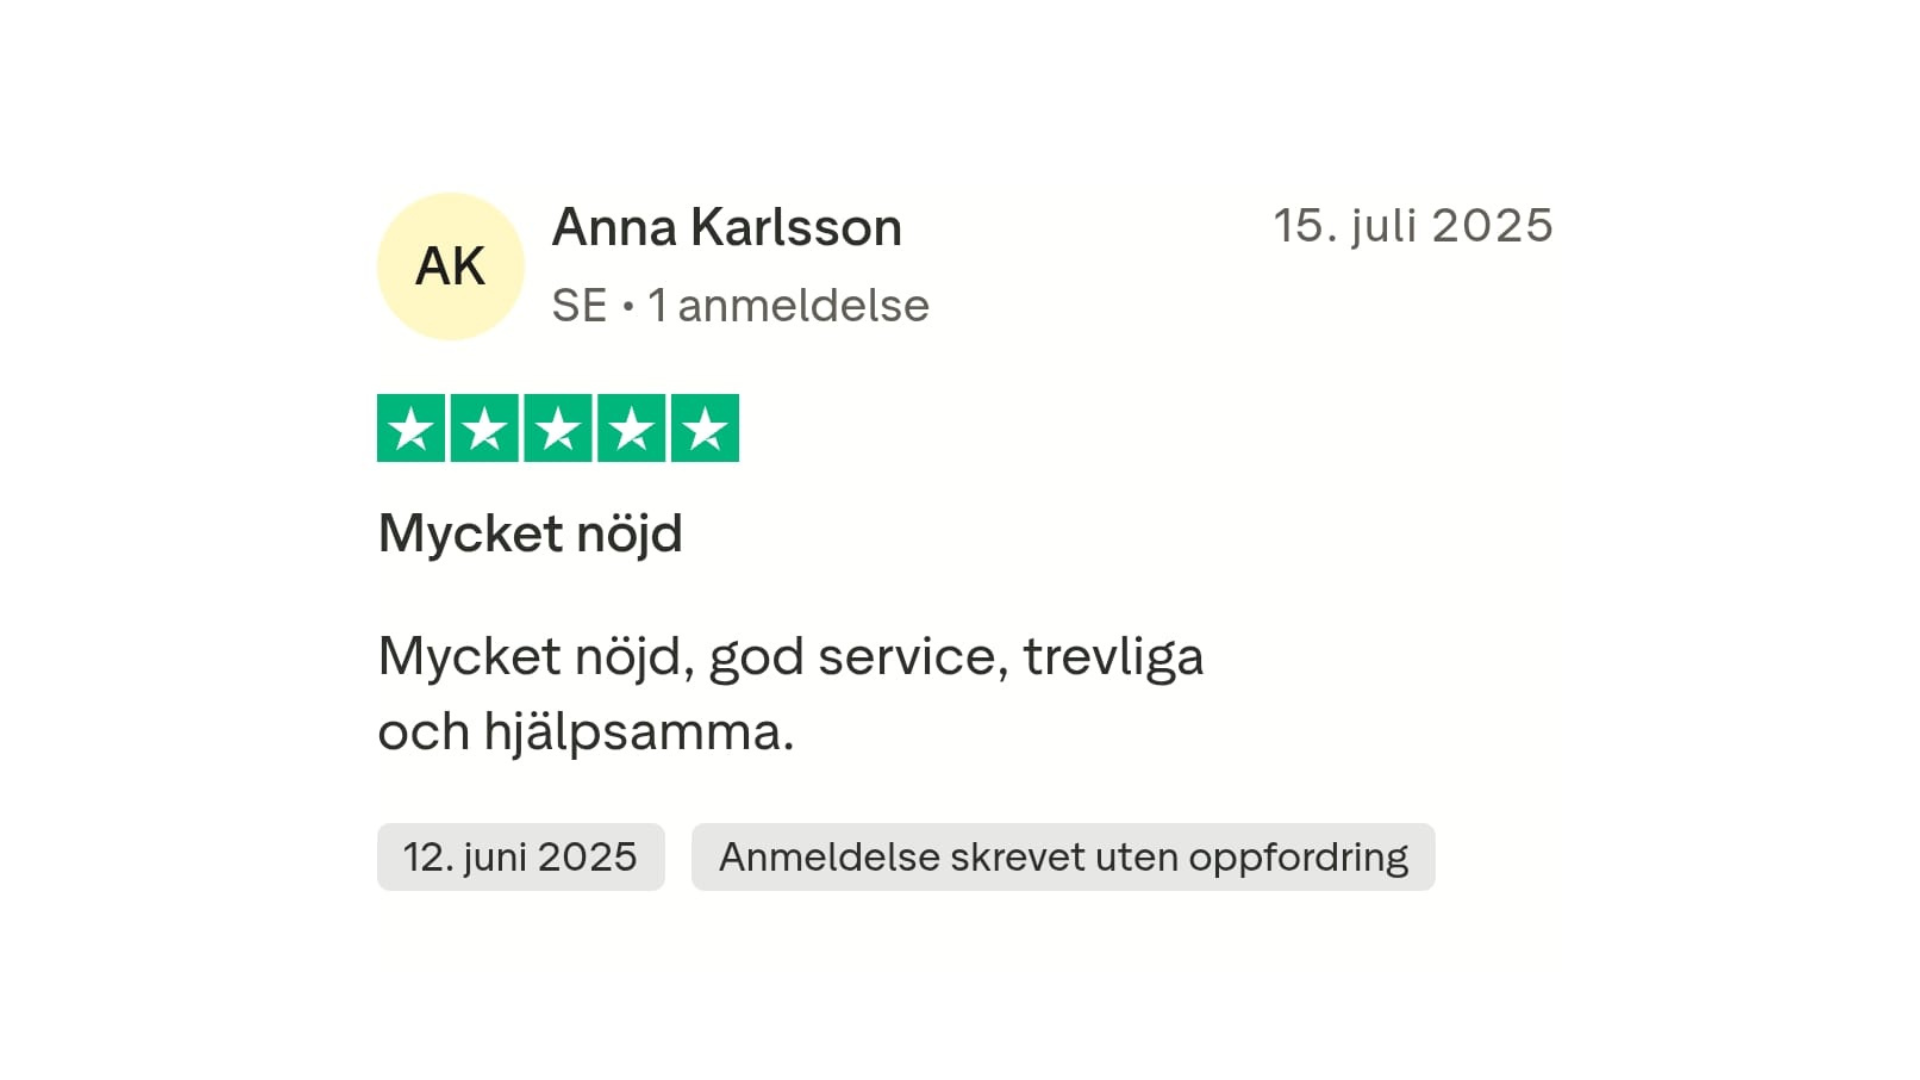 AK
Anna Karlsson
15. juli 2025
SE • 1 anmeldelse
Mycket nöjd
Mycket nöjd, god service, trevliga
och hjälpsamma.
12. juni 2025
Anmeldelse skrevet uten oppfordring